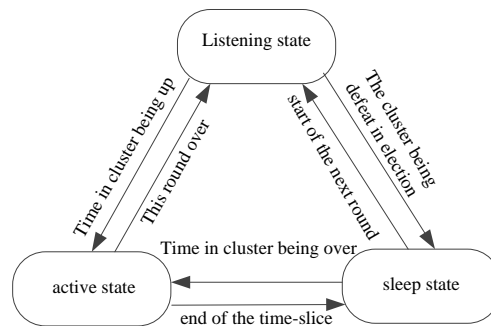 Listening state
Time in cluster being up
This round over
start of the next round
The cluster being
defeat in election
Time in cluster being over
active state
sleep state
end of the time-slice